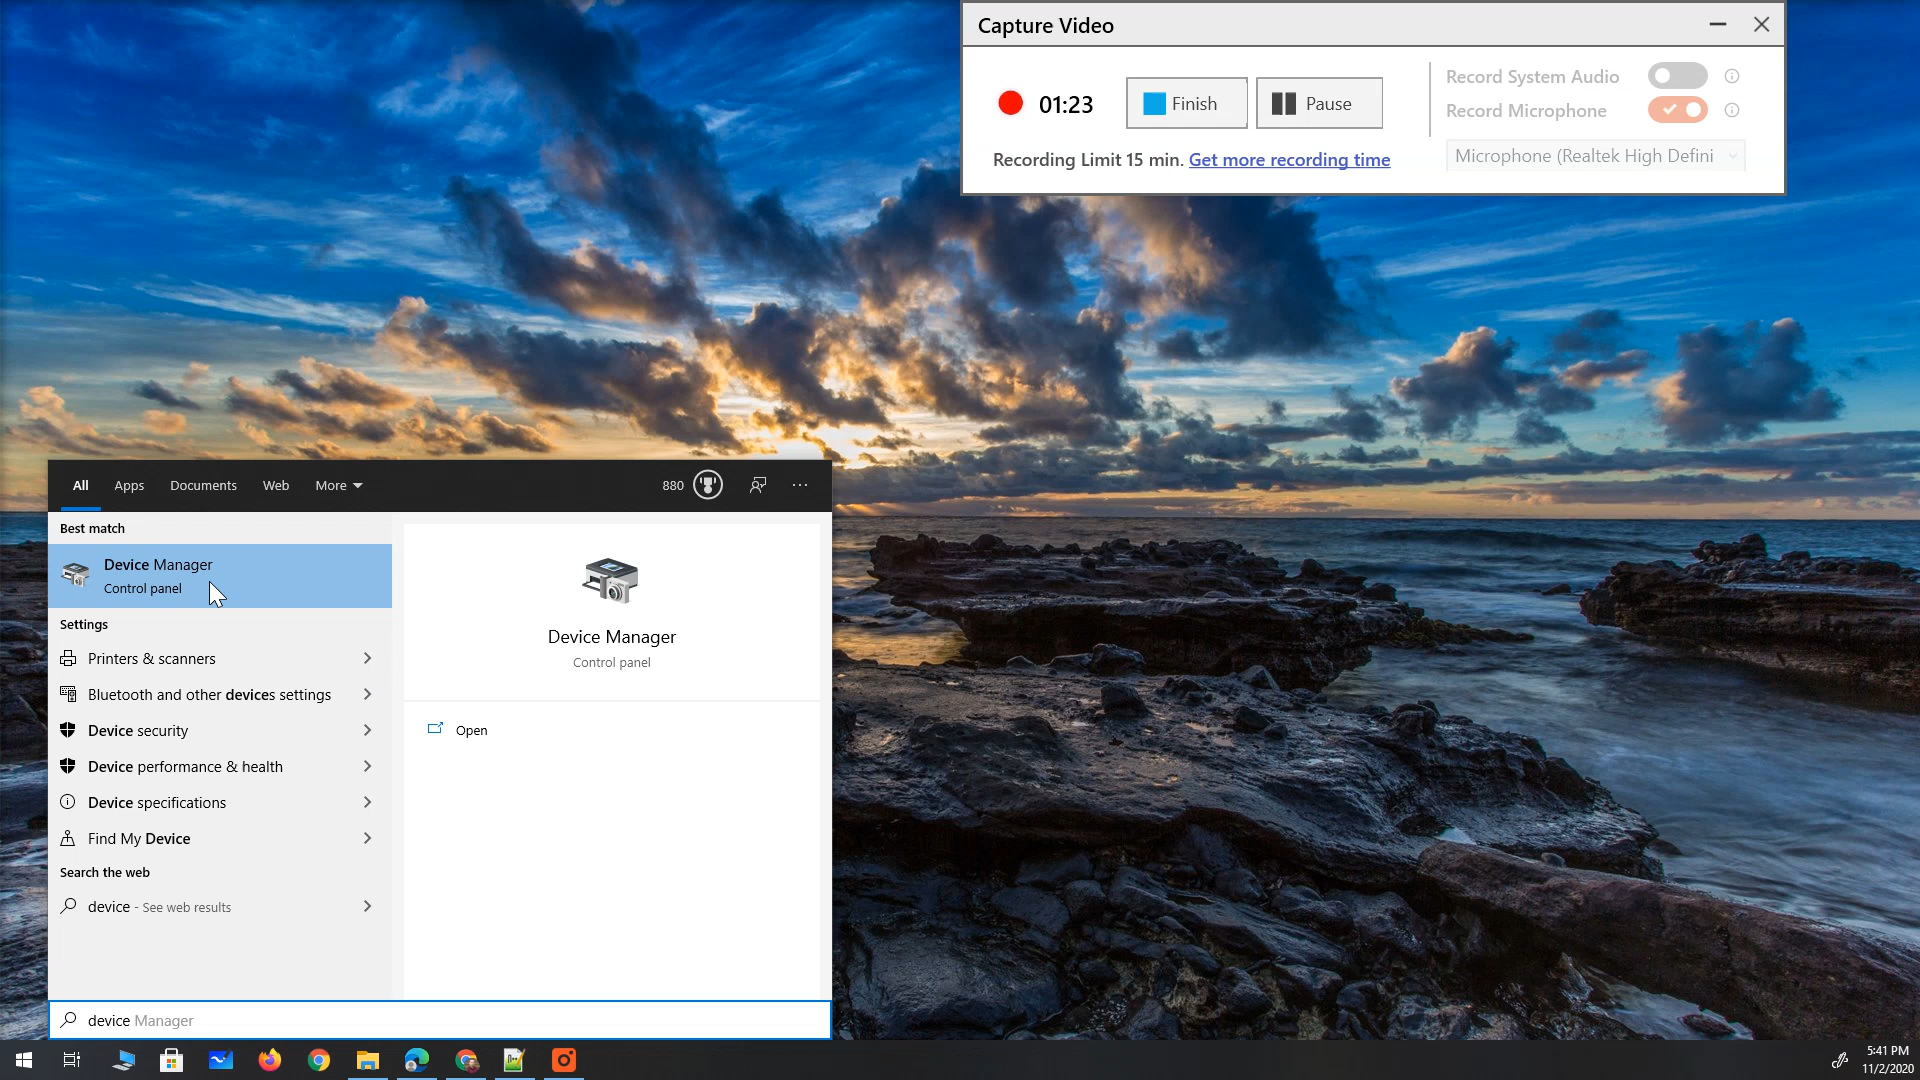 Capture Video
01:23
Finish
Pause
Record System Audio
Record Microphone
Microphone (Realtek High Defini
Recording Limit 15 min. Get more recording time
All Apps Documents Web More 880
Best match
Device Manager
Control panel
Settings
Printers & scanners
Bluetooth and other devices settings
Device security
Device performance & health
Device specifications
Find My Device
Search the web
device - See web results
Device Manager
Control panel
Open
device Manager
5:41 PM
11/2/2020